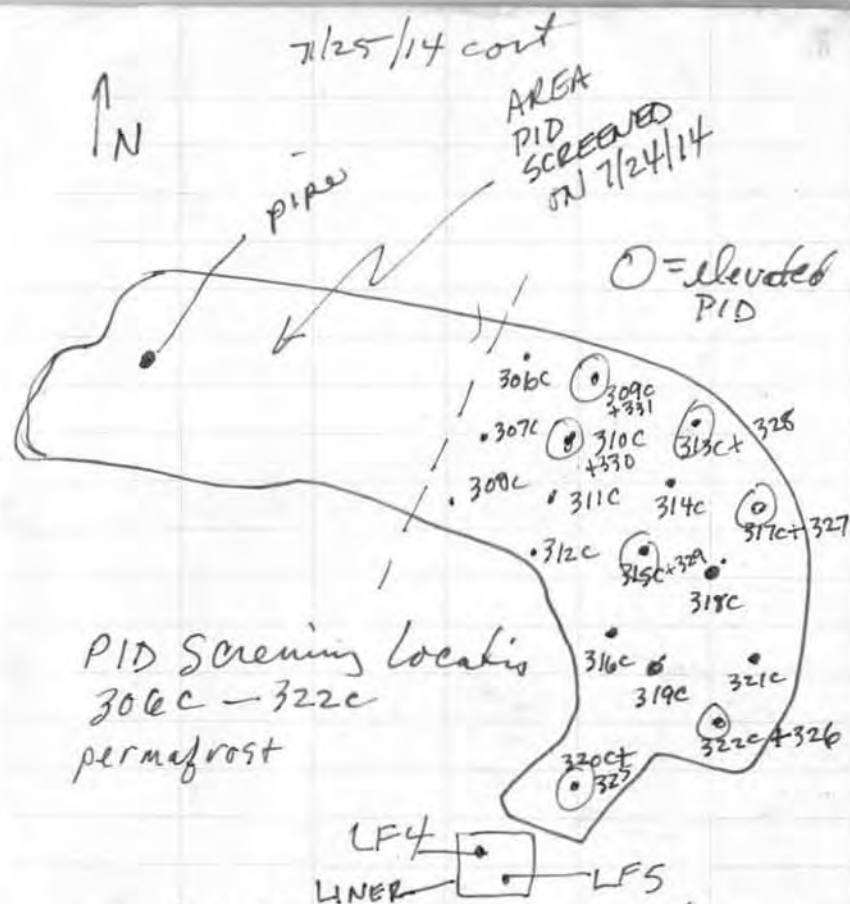 7/25/14 cont
N
AREA
PID
SCREENED
ON 7/24/14
pipe
O = elevated
PID
306C
309C
+331
307C
310C
+330
313C + 328
308C
311C
314C
317C + 327
312C
315C + 329
318C
316C
319C
321C
322C + 326
320C +
325
PID Screening Locatis
306C - 322C
permafrost
LF4
LINER
LF5